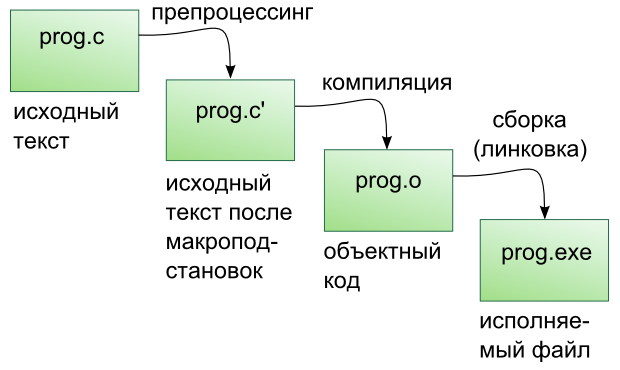 препроцессинг
prog.c
исходный
текст
компиляция
prog.c'
исходный
текст после
макропод-
становок
сборка
(линковка)
prog.o
объектный
код
prog.exe
исполняе-
мый файл